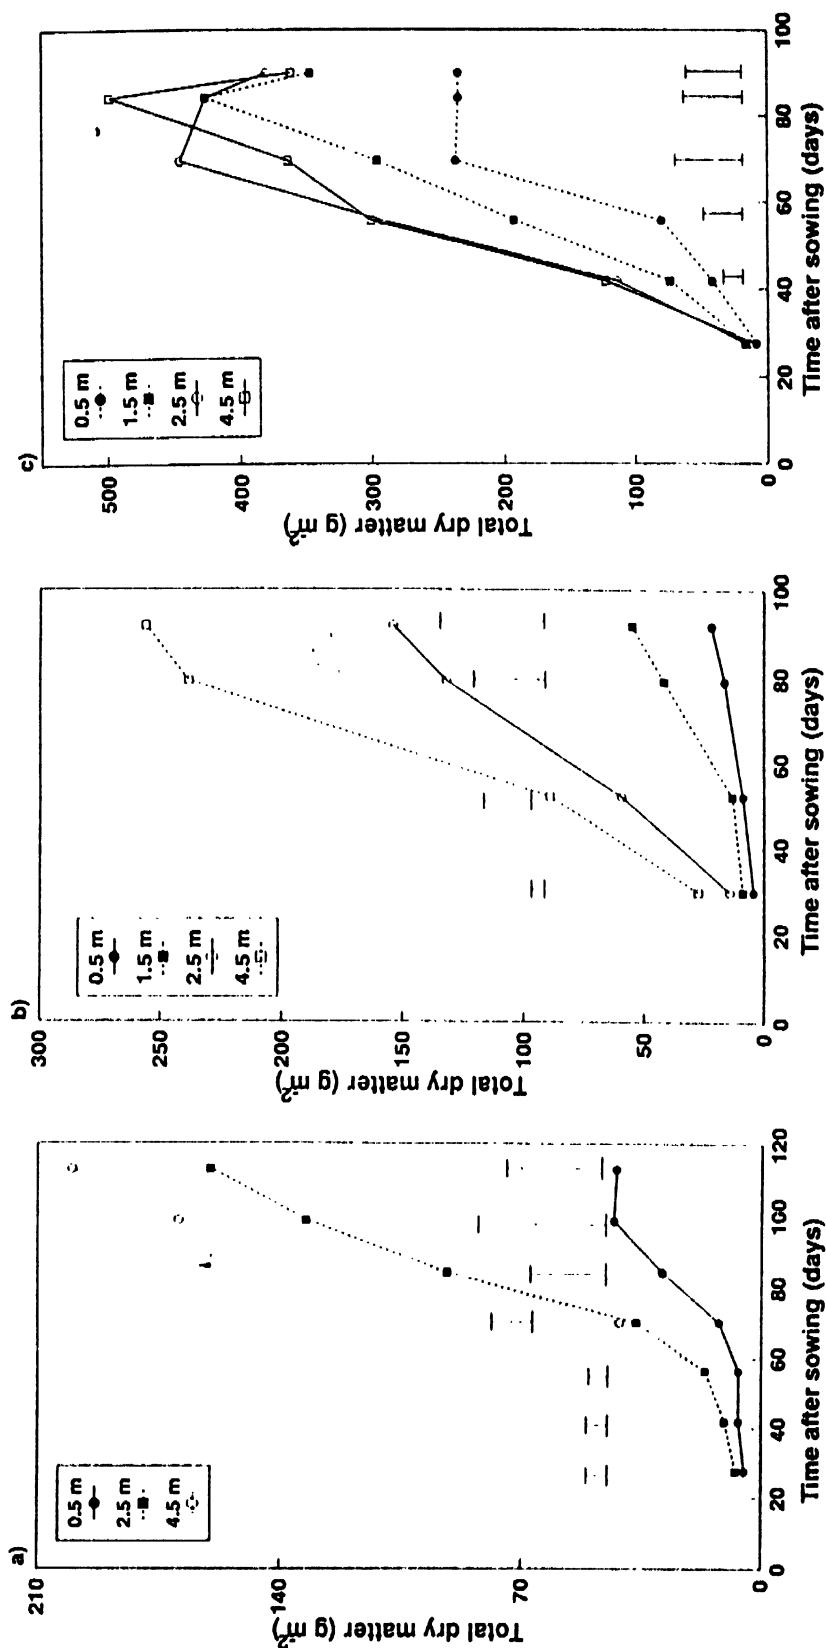 a)
210
140
70
0
Total dry matter (g m⁻²)
0.5 m
2.5 m
4.5 m
0 20 40 60 80 100 120
Time after sowing (days)
b)
300
250
200
150
100
50
0
Total dry matter (g m⁻²)
0.5 m
1.5 m
2.5 m
4.5 m
0 20 40 60 80 100
Time after sowing (days)
c)
500
400
300
200
100
0
Total dry matter (g m⁻²)
0.5 m
1.5 m
2.5 m
4.5 m
0 20 40 60 80 100
Time after sowing (days)